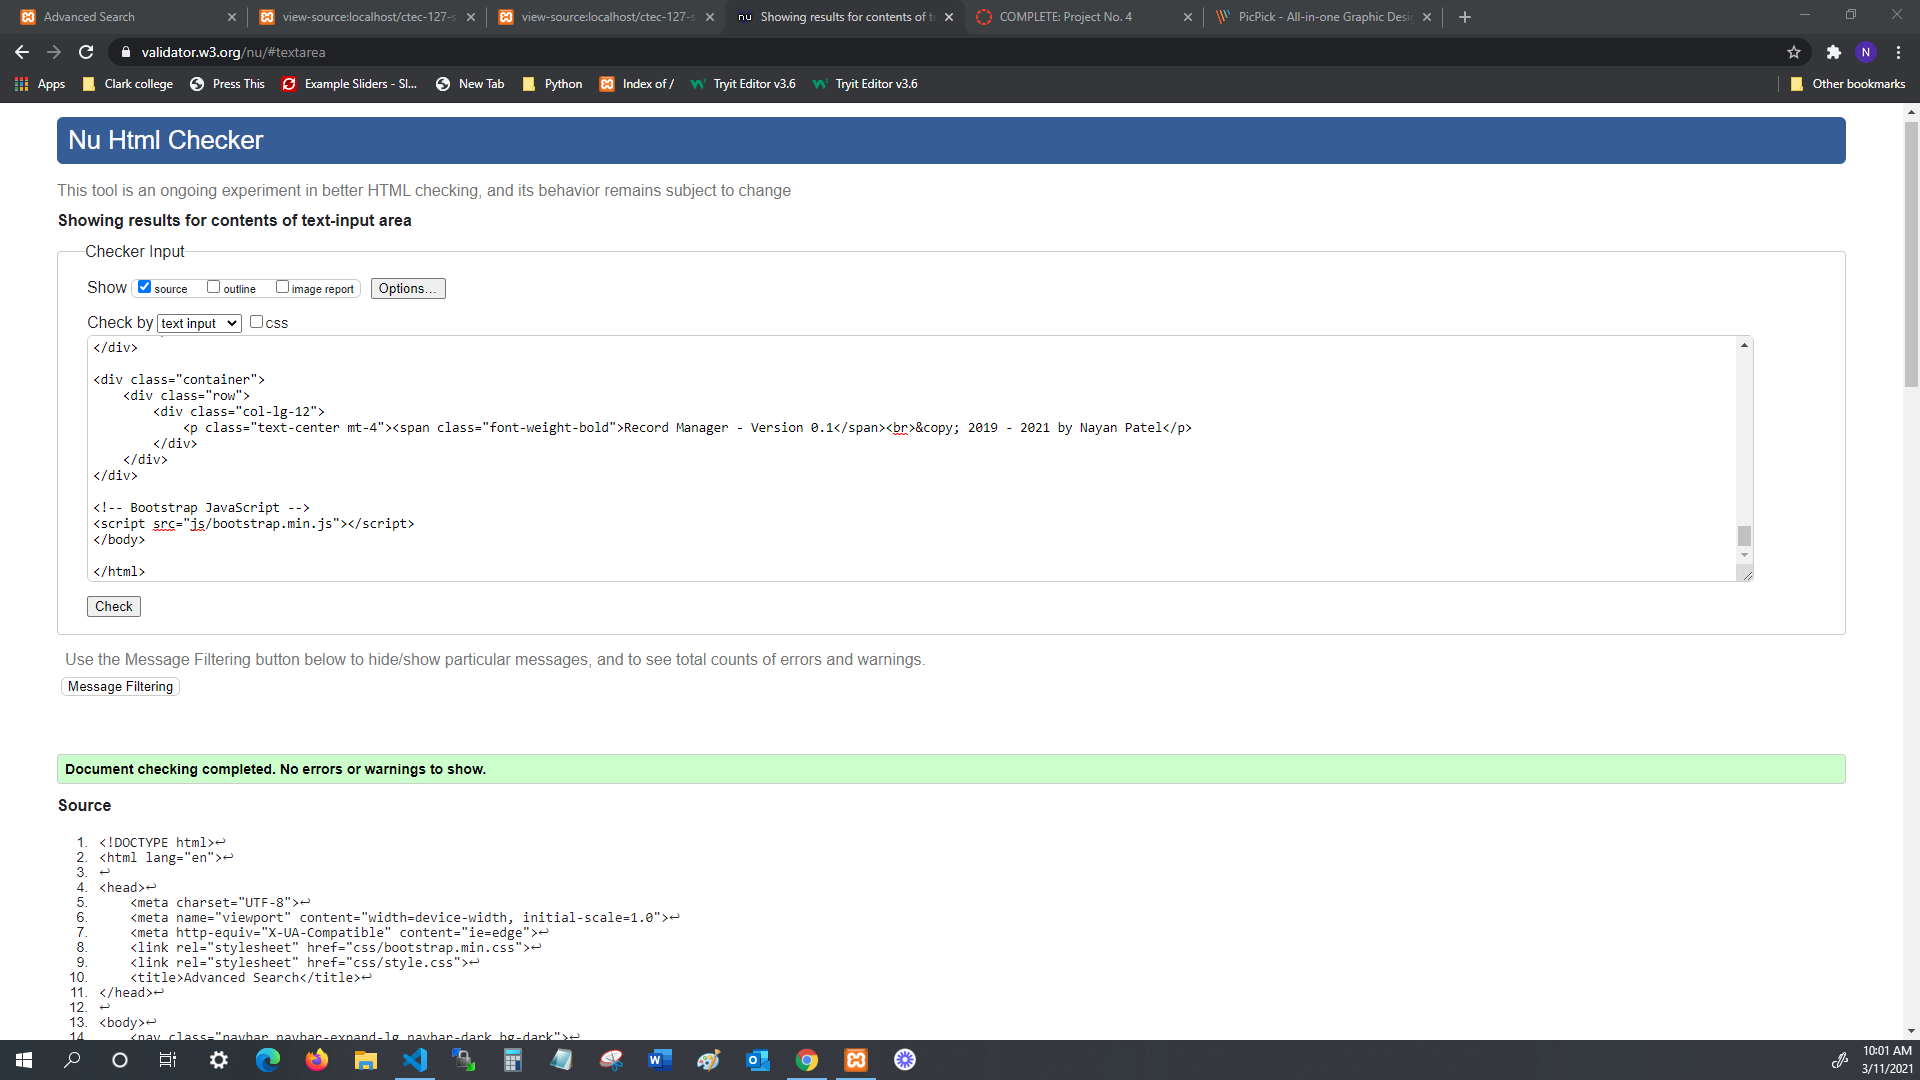 Advanced Search
view-source:localhost/ctec-127-s
view-source:localhost/ctec-127-s
nu Showing results for contents of te
COMPLETE: Project No. 4
PicPick - All-in-one Graphic Desi
validator.w3.org/nu/#textarea
N
Apps
Clark college
Press This
Example Sliders - Sl...
New Tab
Python
Index of /
Tryit Editor v3.6
Tryit Editor v3.6
Other bookmarks
Nu Html Checker
This tool is an ongoing experiment in better HTML checking, and its behavior remains subject to change
Showing results for contents of text-input area
Checker Input
Show source outline image report Options...
Check by text input css
</div>
<div class="container">
<div class="row">
<div class="col-lg-12">
<p class="text-center mt-4"><span class="font-weight-bold">Record Manager - Version 0.1</span><br>&copy; 2019 - 2021 by Nayan Patel</p>
</div>
</div>
</div>
<!-- Bootstrap JavaScript -->
<script src="js/bootstrap.min.js"></script>
</body>
</html>
Check
Use the Message Filtering button below to hide/show particular messages, and to see total counts of errors and warnings.
Message Filtering
Document checking completed. No errors or warnings to show.
Source
1. <!DOCTYPE html>↩
2. <html lang="en">↩
3. ↩
4. <head>↩
5. <meta charset="UTF-8">↩
6. <meta name="viewport" content="width=device-width, initial-scale=1.0">↩
7. <meta http-equiv="X-UA-Compatible" content="ie=edge">↩
8. <link rel="stylesheet" href="css/bootstrap.min.css">↩
9. <link rel="stylesheet" href="css/style.css">↩
10. <title>Advanced Search</title>↩
11. </head>↩
12. ↩
13. <body>↩
14. <nav class="navbar navbar-expand-lg navbar-dark bg-dark">↩
10:01 AM
3/11/2021